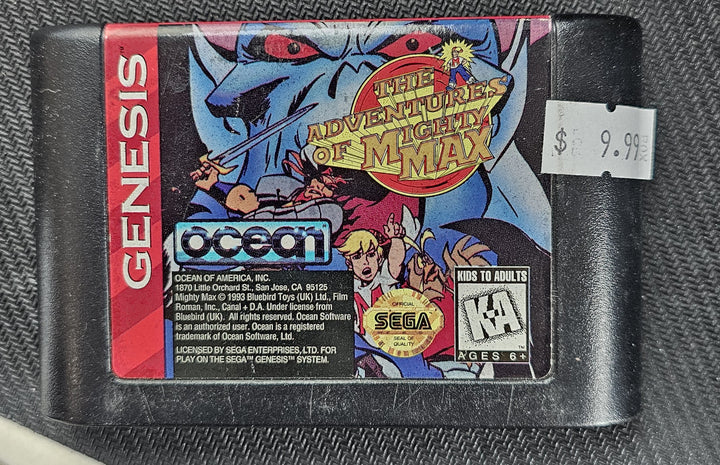 GENESIS
THE
ADVENTURES
OF MIGHTY
MAX
$ 9.99
ocean
OCEAN OF AMERICA, INC.
1870 Little Orchard St., San Jose, CA 95125
Mighty Max © 1993 Bluebird Toys (UK) Ltd., Film
Roman, Inc., Canal + D.A. Under license from
Bluebird (UK). All rights reserved. Ocean Software
is an authorized user. Ocean is a registered
trademark of Ocean Software, Ltd.
LICENSED BY SEGA ENTERPRISES, LTD. FOR
PLAY ON THE SEGA™ GENESIS™ SYSTEM.
OFFICIAL
SEGA
SEAL OF
QUALITY
KIDS TO ADULTS
K-A
AGES 6+